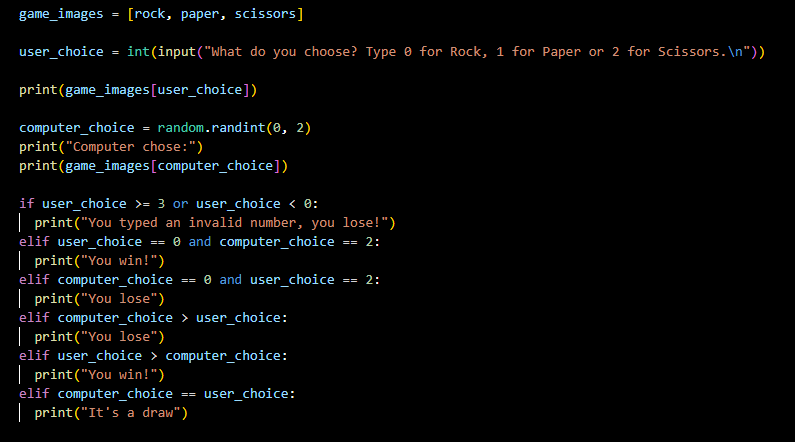 game_images = [rock, paper, scissors]
user_choice = int(input("What do you choose? Type 0 for Rock, 1 for Paper or 2 for Scissors.\n"))
print(game_images[user_choice])
computer_choice = random.randint(0, 2)
print("Computer chose:")
print(game_images[computer_choice])
if user_choice >= 3 or user_choice < 0:
  print("You typed an invalid number, you lose!")
elif user_choice == 0 and computer_choice == 2:
  print("You win!")
elif computer_choice == 0 and user_choice == 2:
  print("You lose")
elif computer_choice > user_choice:
  print("You lose")
elif user_choice > computer_choice:
  print("You win!")
elif computer_choice == user_choice:
  print("It's a draw")